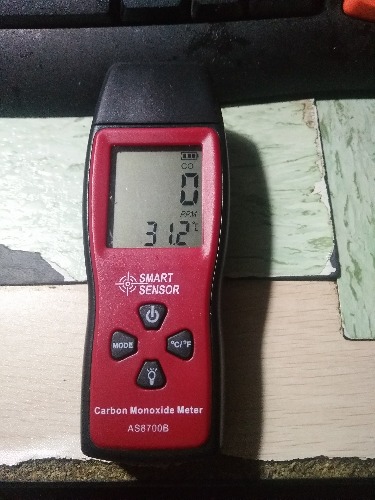 CO
0
PPM
31.2°C
SMART
SENSOR
MODE
°C/°F
Carbon Monoxide Meter
AS8700B